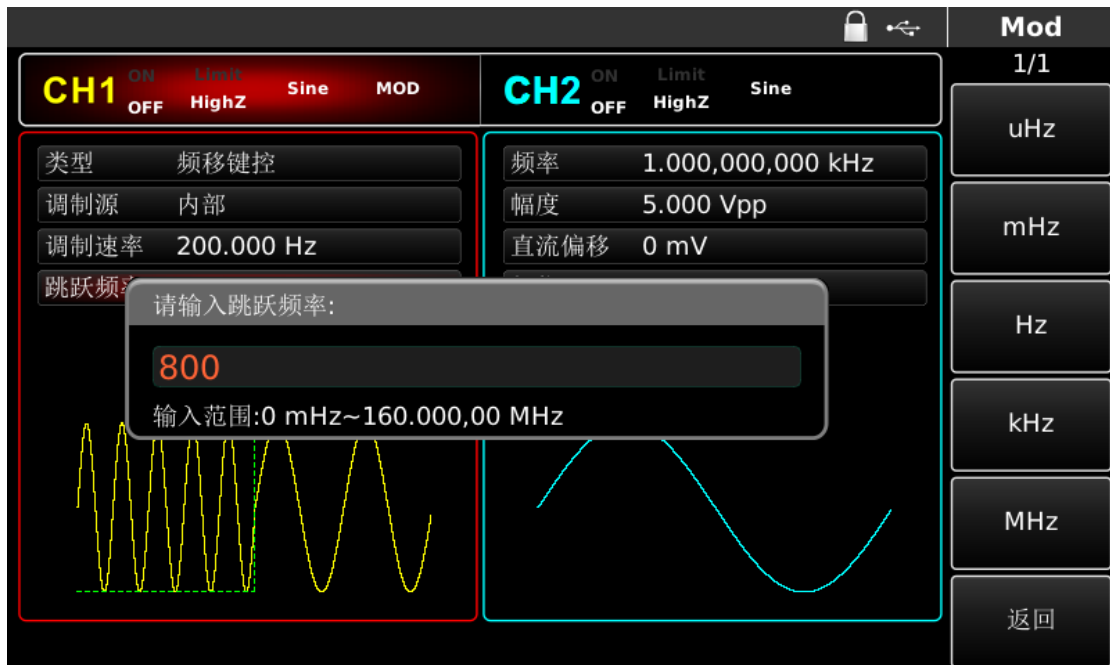 Mod
1/1
CH1 ON OFF Limit HighZ Sine MOD
CH2 ON OFF Limit HighZ Sine
uHz
mHz
Hz
kHz
MHz
返回
类型 频移键控
调制源 内部
调制速率 200.000 Hz
跳跃频
频率 1.000,000,000 kHz
幅度 5.000 Vpp
直流偏移 0 mV
请输入跳跃频率:
800
输入范围:0 mHz~160.000,00 MHz